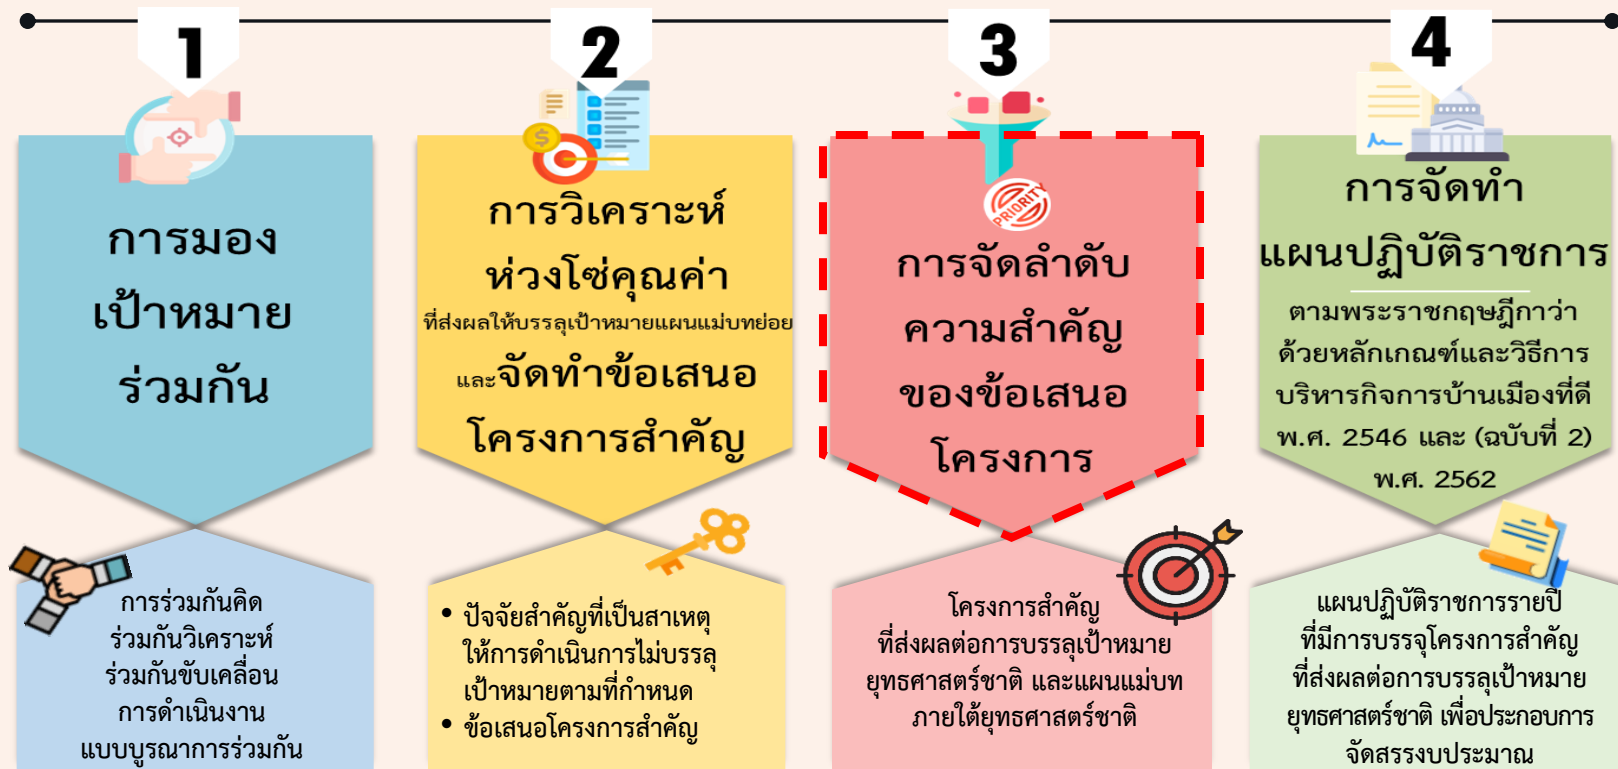 1
การมอง
เป้าหมาย
ร่วมกัน
การร่วมกันคิด
ร่วมกันวิเคราะห์
ร่วมกันขับเคลื่อน
การดำเนินงาน
แบบบูรณาการร่วมกัน
2
การวิเคราะห์
ห่วงโซ่คุณค่า
ที่ส่งผลให้บรรลุเป้าหมายแผนแม่บทย่อย
และจัดทำข้อเสนอ
โครงการสำคัญ
• ปัจจัยสำคัญที่เป็นสาเหตุ
ให้การดำเนินการไม่บรรลุ
เป้าหมายตามที่กำหนด
• ข้อเสนอโครงการสำคัญ
3
PRIORITY
การจัดลำดับ
ความสำคัญ
ของข้อเสนอ
โครงการ
โครงการสำคัญ
ที่ส่งผลต่อการบรรลุเป้าหมาย
ยุทธศาสตร์ชาติ และแผนแม่บท
ภายใต้ยุทธศาสตร์ชาติ
4
การจัดทำ
แผนปฏิบัติราชการ
ตามพระราชกฤษฎีกาว่า
ด้วยหลักเกณฑ์และวิธีการ
บริหารกิจการบ้านเมืองที่ดี
พ.ศ. 2546 และ (ฉบับที่ 2)
พ.ศ. 2562
แผนปฏิบัติราชการรายปี
ที่มีการบรรจุโครงการสำคัญ
ที่ส่งผลต่อการบรรลุเป้าหมาย
ยุทธศาสตร์ชาติ เพื่อประกอบการ
จัดสรรงบประมาณ